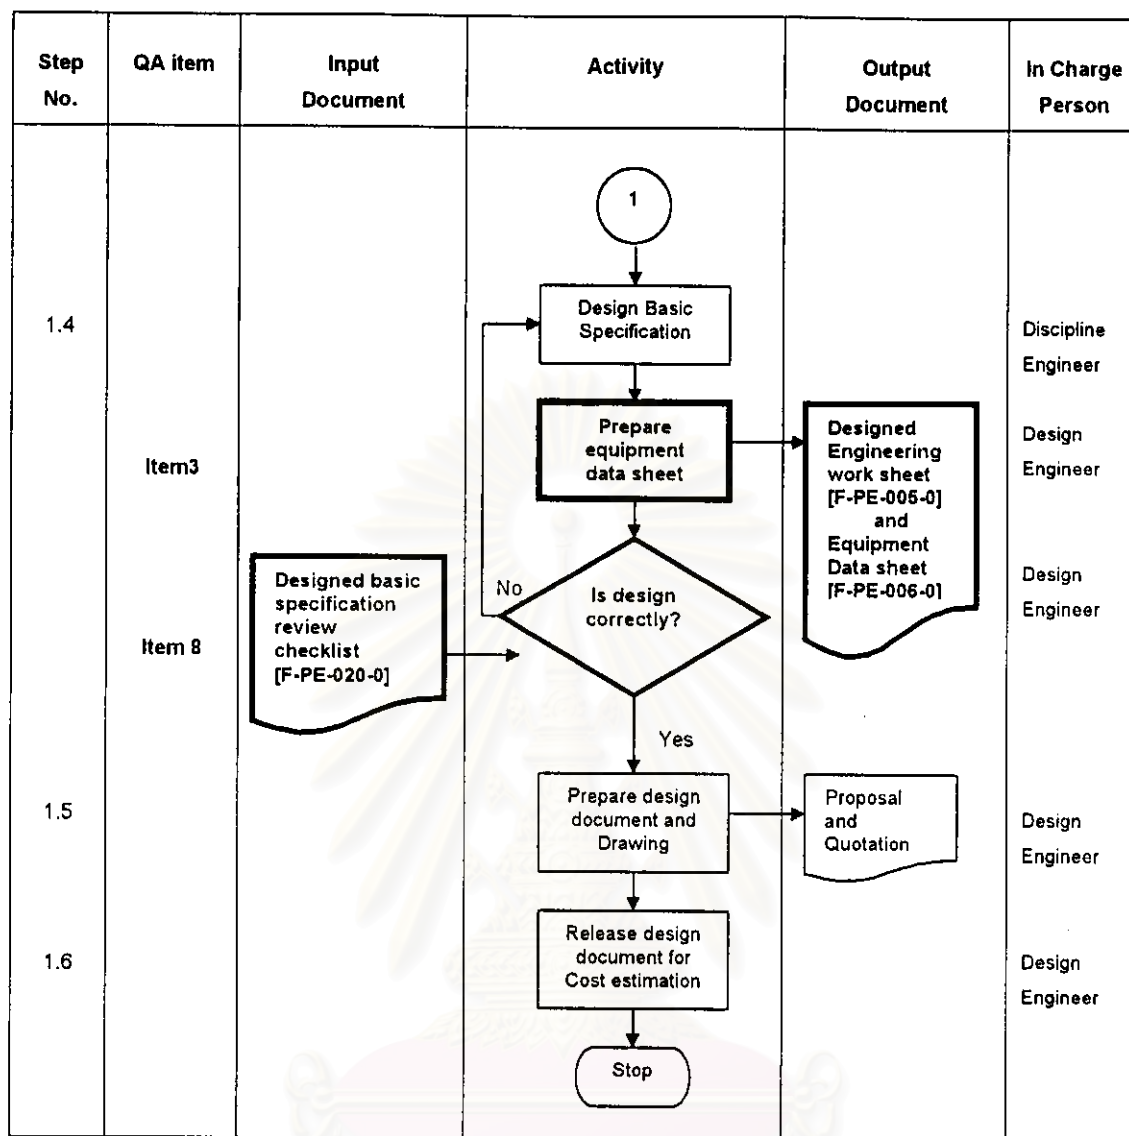 Step
No.
QA item
Input
Document
Activity
Output
Document
In Charge
Person
1
1.4
Design Basic
Specification
Discipline
Engineer
Item3
Prepare
equipment
data sheet
Designed
Engineering
work sheet
[F-PE-005-0]
and
Equipment
Data sheet
[F-PE-006-0]
Design
Engineer
Item 8
Designed basic
specification
review
checklist
[F-PE-020-0]
No
Is design
correctly?
Design
Engineer
Yes
1.5
Prepare design
document and
Drawing
Proposal
and
Quotation
Design
Engineer
1.6
Release design
document for
Cost estimation
Design
Engineer
Stop